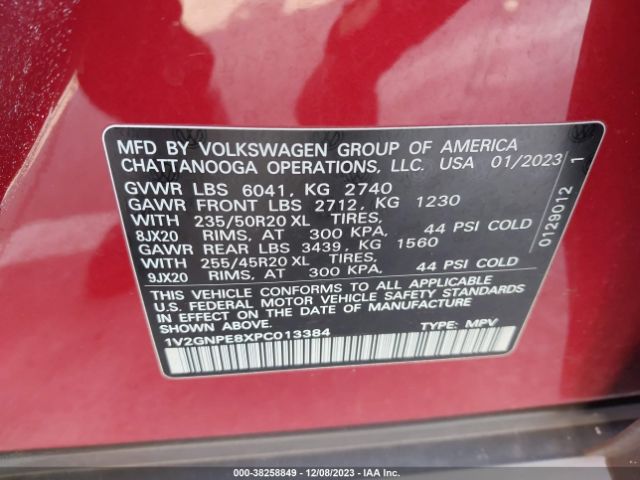 MFD BY VOLKSWAGEN GROUP OF AMERICA
CHATTANOOGA OPERATIONS, LLC. USA 01/2023
GVWR LBS 6041, KG 2740
GAWR FRONT LBS 2712, KG 1230
WITH 235/50R20 XL TIRES,
8JX20 RIMS, AT 300 KPA, 44 PSI COLD
GAWR REAR LBS 3439, KG 1560
WITH 255/45R20 XL TIRES,
9JX20 RIMS, AT 300 KPA, 44 PSI COLD
THIS VEHICLE CONFORMS TO ALL APPLICABLE
U.S. FEDERAL MOTOR VEHICLE SAFETY STANDARDS
IN EFFECT ON THE DATE OF MANUFACTURE
SHOWN ABOVE.
1V2GNPE8XPC013384 TYPE: MPV
0129012 1
000-38258849 - 12/08/2023 - IAA Inc.